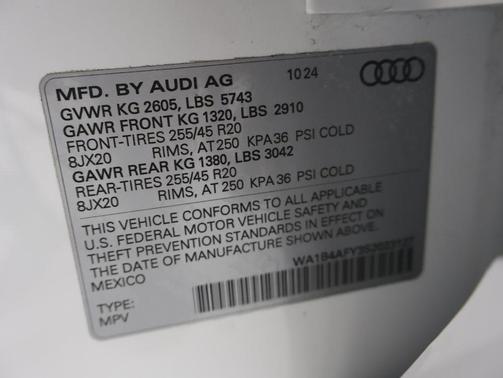 MFD. BY AUDI AG 10 24
GVWR KG 2605, LBS 5743
GAWR FRONT KG 1320, LBS 2910
FRONT-TIRES 255/45 R20
8JX20 RIMS, AT 250 KPA 36 PSI COLD
GAWR REAR KG 1380, LBS 3042
REAR-TIRES 255/45 R20
8JX20 RIMS, AT 250 KPA 36 PSI COLD
THIS VEHICLE CONFORMS TO ALL APPLICABLE
U.S. FEDERAL MOTOR VEHICLE SAFETY AND
THEFT PREVENTION STANDARDS IN EFFECT ON
DATE OF MANUFACTURE SHOWN ABOVE.
MEXICO
TYPE:
MPV